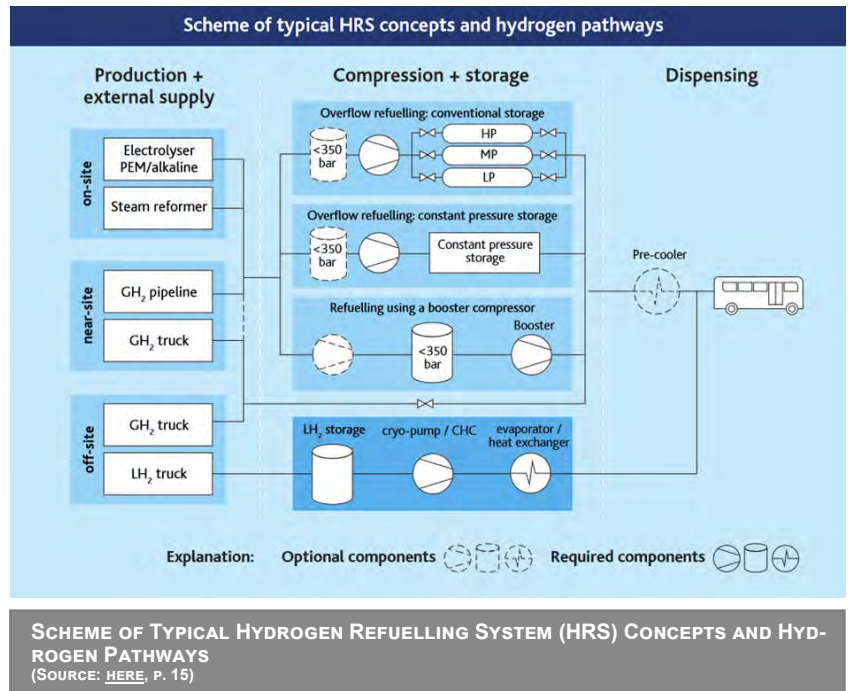 Scheme of typical HRS concepts and hydrogen pathways
Production +
external supply
Compression + storage
Dispensing
on-site
Electrolyser
PEM/alkaline
Steam reformer
near-site
GH₂ pipeline
GH₂ truck
off-site
GH₂ truck
LH₂ truck
Overflow refuelling: conventional storage
<350
bar
HP
MP
LP
Overflow refuelling: constant pressure storage
<350
bar
Constant pressure
storage
Refuelling using a booster compressor
<350
bar
Booster
LH₂ storage
cryo-pump / CHC
evaporator /
heat exchanger
Pre-cooler
Explanation:
Optional components
Required components
SCHEME OF TYPICAL HYDROGEN REFUELLING SYSTEM (HRS) CONCEPTS AND HYD-
ROGEN PATHWAYS
(SOURCE: HERE, P. 15)